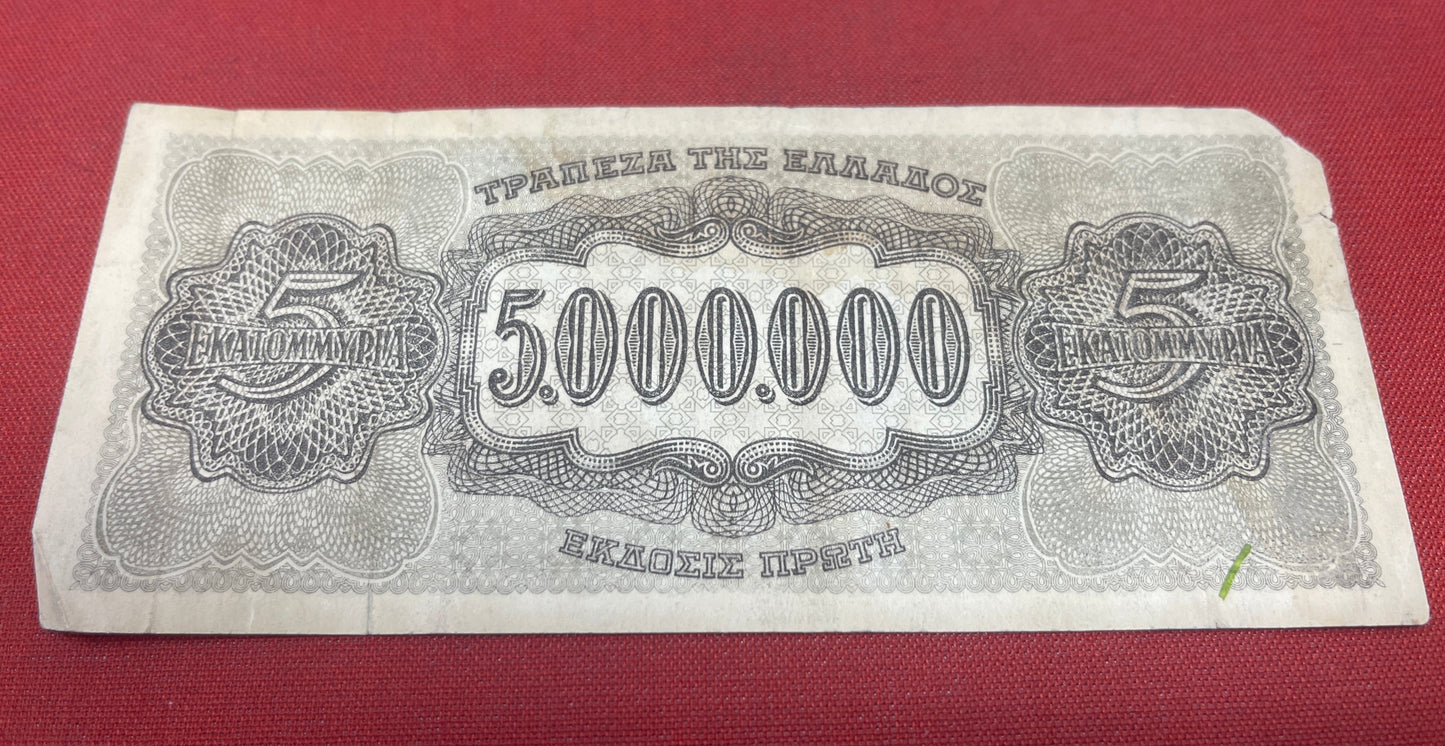 ΤΡΑΠΕΖΑ ΤΗΣ ΕΛΛΑΔΟΣ
5
ΕΚΑΤΟΜΜΥΡΙΑ
5.000.000
5
ΕΚΑΤΟΜΜΥΡΙΑ
ΕΚΔΟΣΙΣ ΠΡΩΤΗ